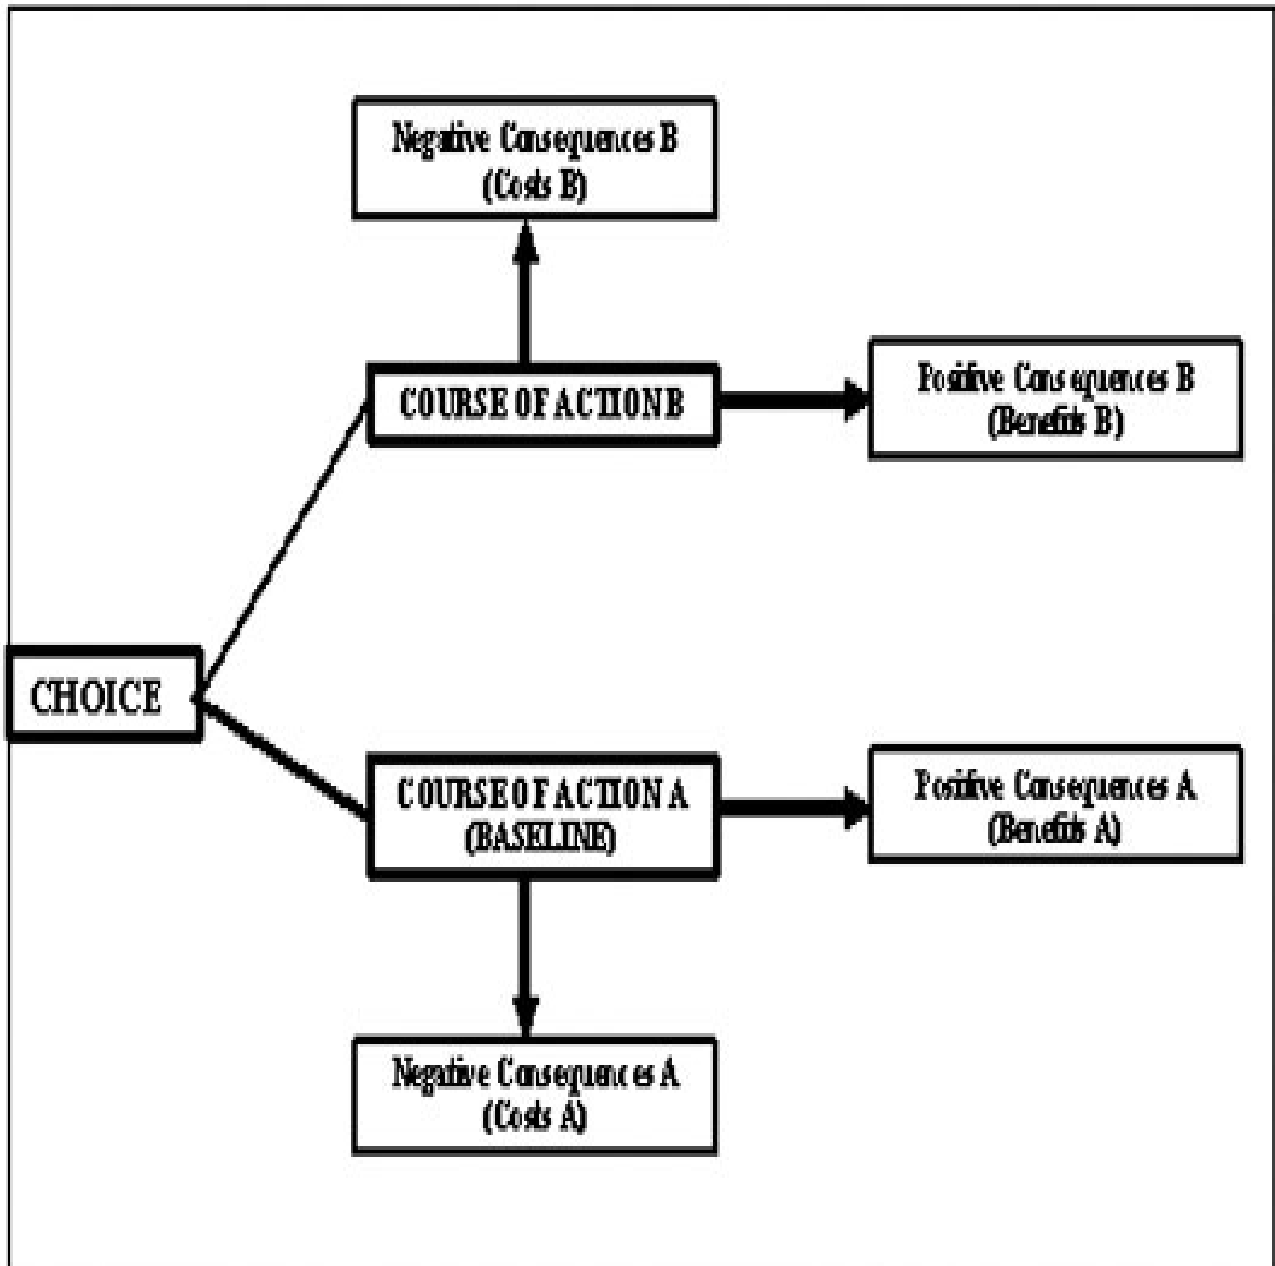 Negative Consequences B
(Costs B)
COURSE OF ACTION B
Positive Consequences B
(Benefits B)
CHOICE
COURSE OF ACTION A
(BASELINE)
Positive Consequences A
(Benefits A)
Negative Consequences A
(Costs A)